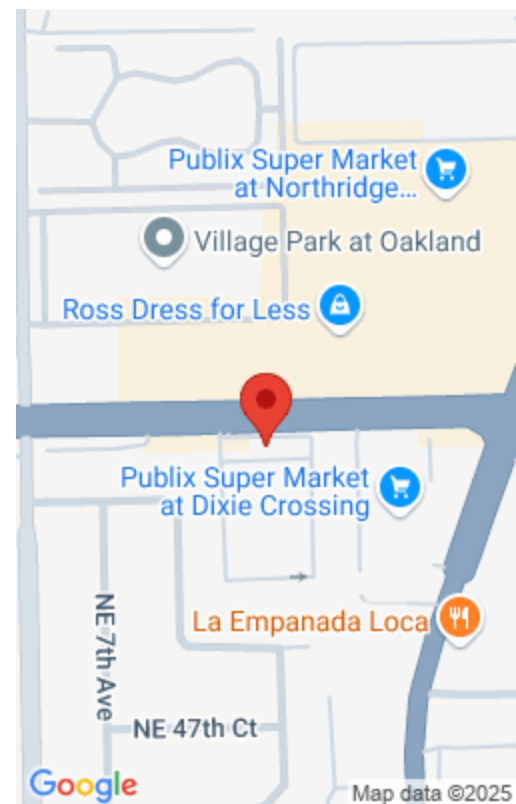 Publix Super Market
at Northridge...
Village Park at Oakland
Ross Dress for Less
Publix Super Market
at Dixie Crossing
La Empanada Loca
NE 7th Ave
NE 47th Ct
Google
Map data ©2025